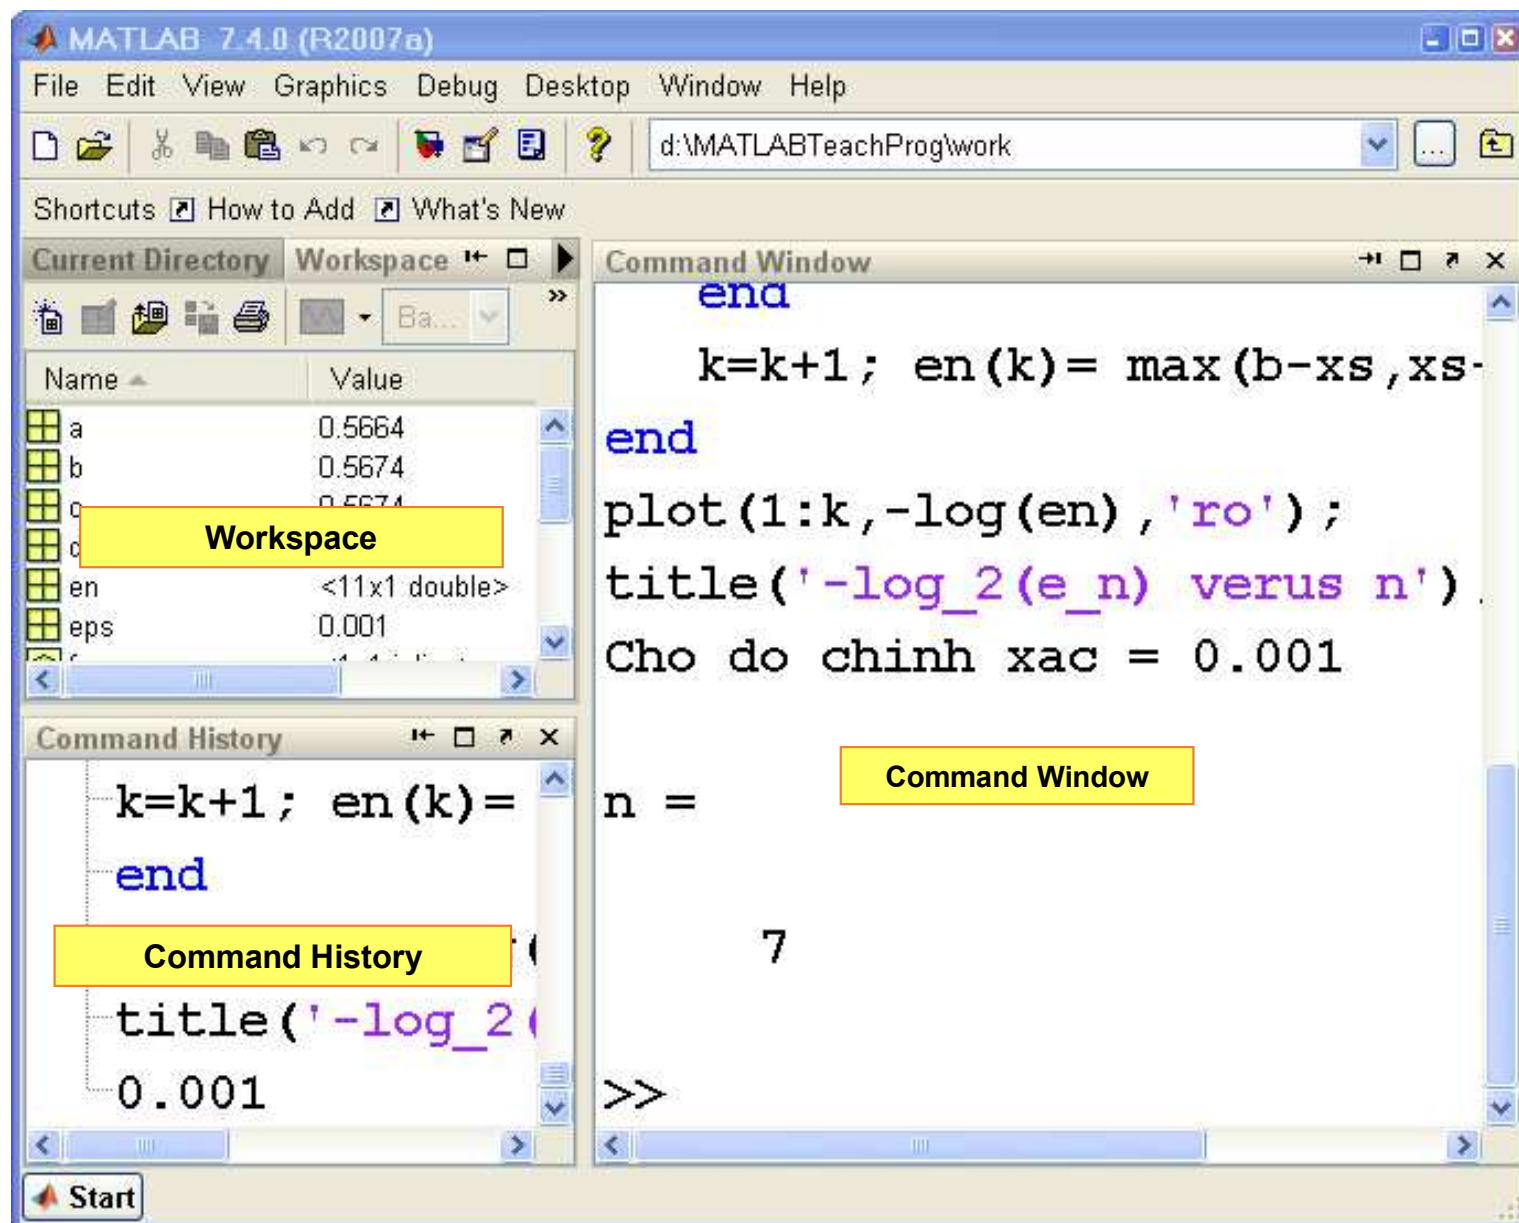 MATLAB 7.4.0 (R2007a)
File Edit View Graphics Debug Desktop Window Help
d:\MATLABTeachProg\work
...
Shortcuts How to Add What's New
Current Directory Workspace
Ba...
Name Value
a 0.5664
b 0.5674
Workspace
en <11x1 double>
eps 0.001
Command History
k=k+1; en(k)=
end
Command History
title('-log_2(
0.001
Command Window
end
k=k+1; en(k)= max(b-xs,xs-
end
plot(1:k,-log(en),'ro');
title('-log_2(e_n) verus n')
Cho do chinh xac = 0.001
Command Window
n =
7
>>
Start